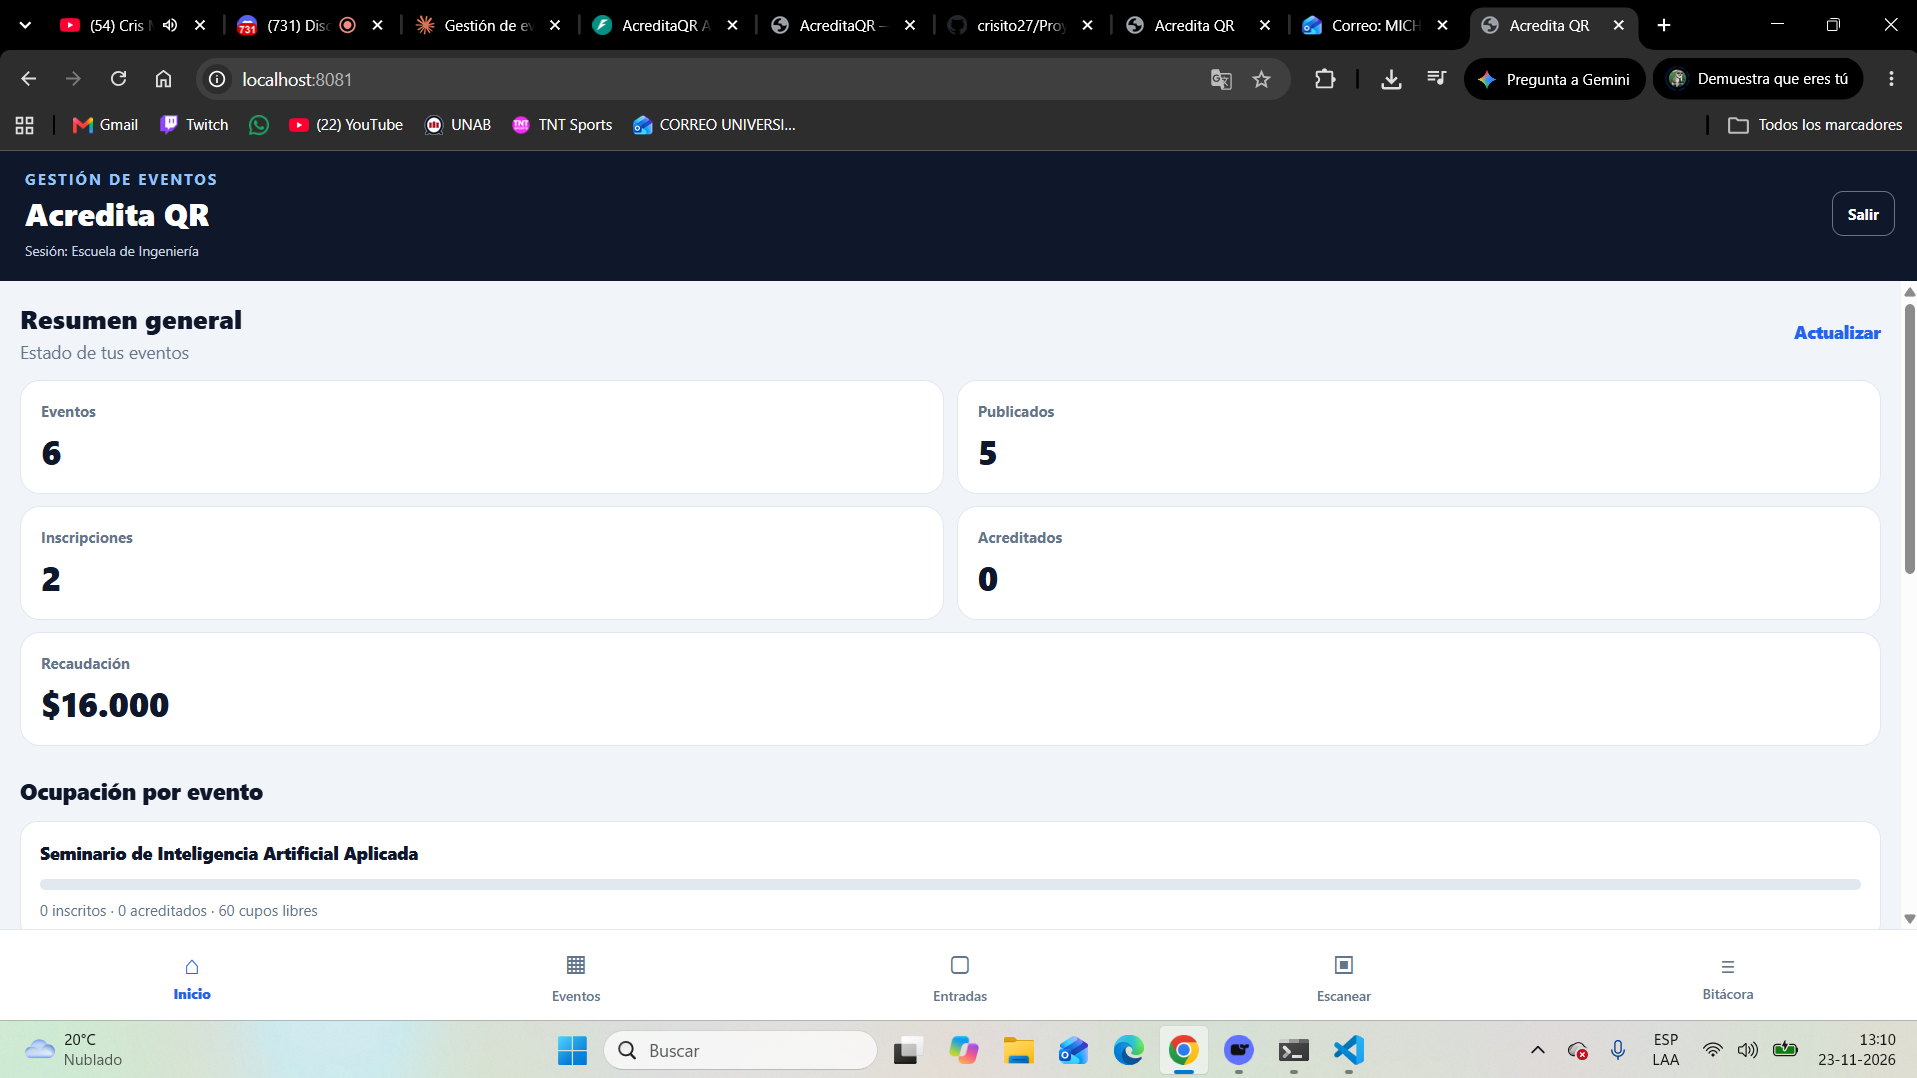 (54) Cris
(731) Disc
Gestión de ev
AcreditaQR A
AcreditaQR –
crisito27/Proy
Acredita QR
Correo: MICH
Acredita QR
localhost:8081
Pregunta a Gemini
Demuestra que eres tú
Gmail
Twitch
(22) YouTube
UNAB
TNT Sports
CORREO UNIVERSI...
Todos los marcadores
GESTIÓN DE EVENTOS
Acredita QR
Sesión: Escuela de Ingeniería
Salir
Resumen general
Estado de tus eventos
Actualizar
Eventos
6
Publicados
5
Inscripciones
2
Acreditados
0
Recaudación
$16.000
Ocupación por evento
Seminario de Inteligencia Artificial Aplicada
0 inscritos · 0 acreditados · 60 cupos libres
Inicio
Eventos
Entradas
Escanear
Bitácora
20°C
Nublado
Buscar
ESP
LAA
13:10
23-11-2026